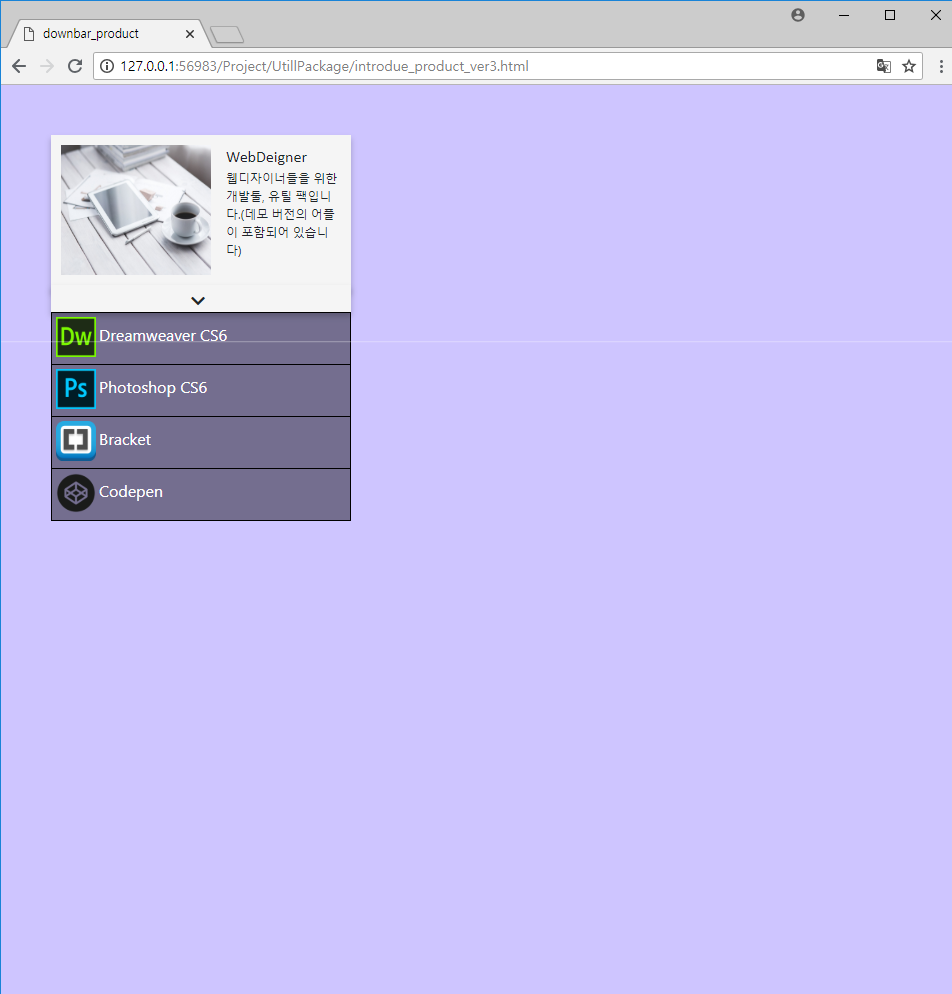 downbar_product
127.0.0.1:56983/Project/UtillPackage/introdue_product_ver3.html
WebDeigner
웹디자이너들을 위한
개발툴, 유틸 팩입니
다.(데모 버전의 어플
이 포함되어 있습니
다)
Dw Dreamweaver CS6
Ps Photoshop CS6
Bracket
Codepen